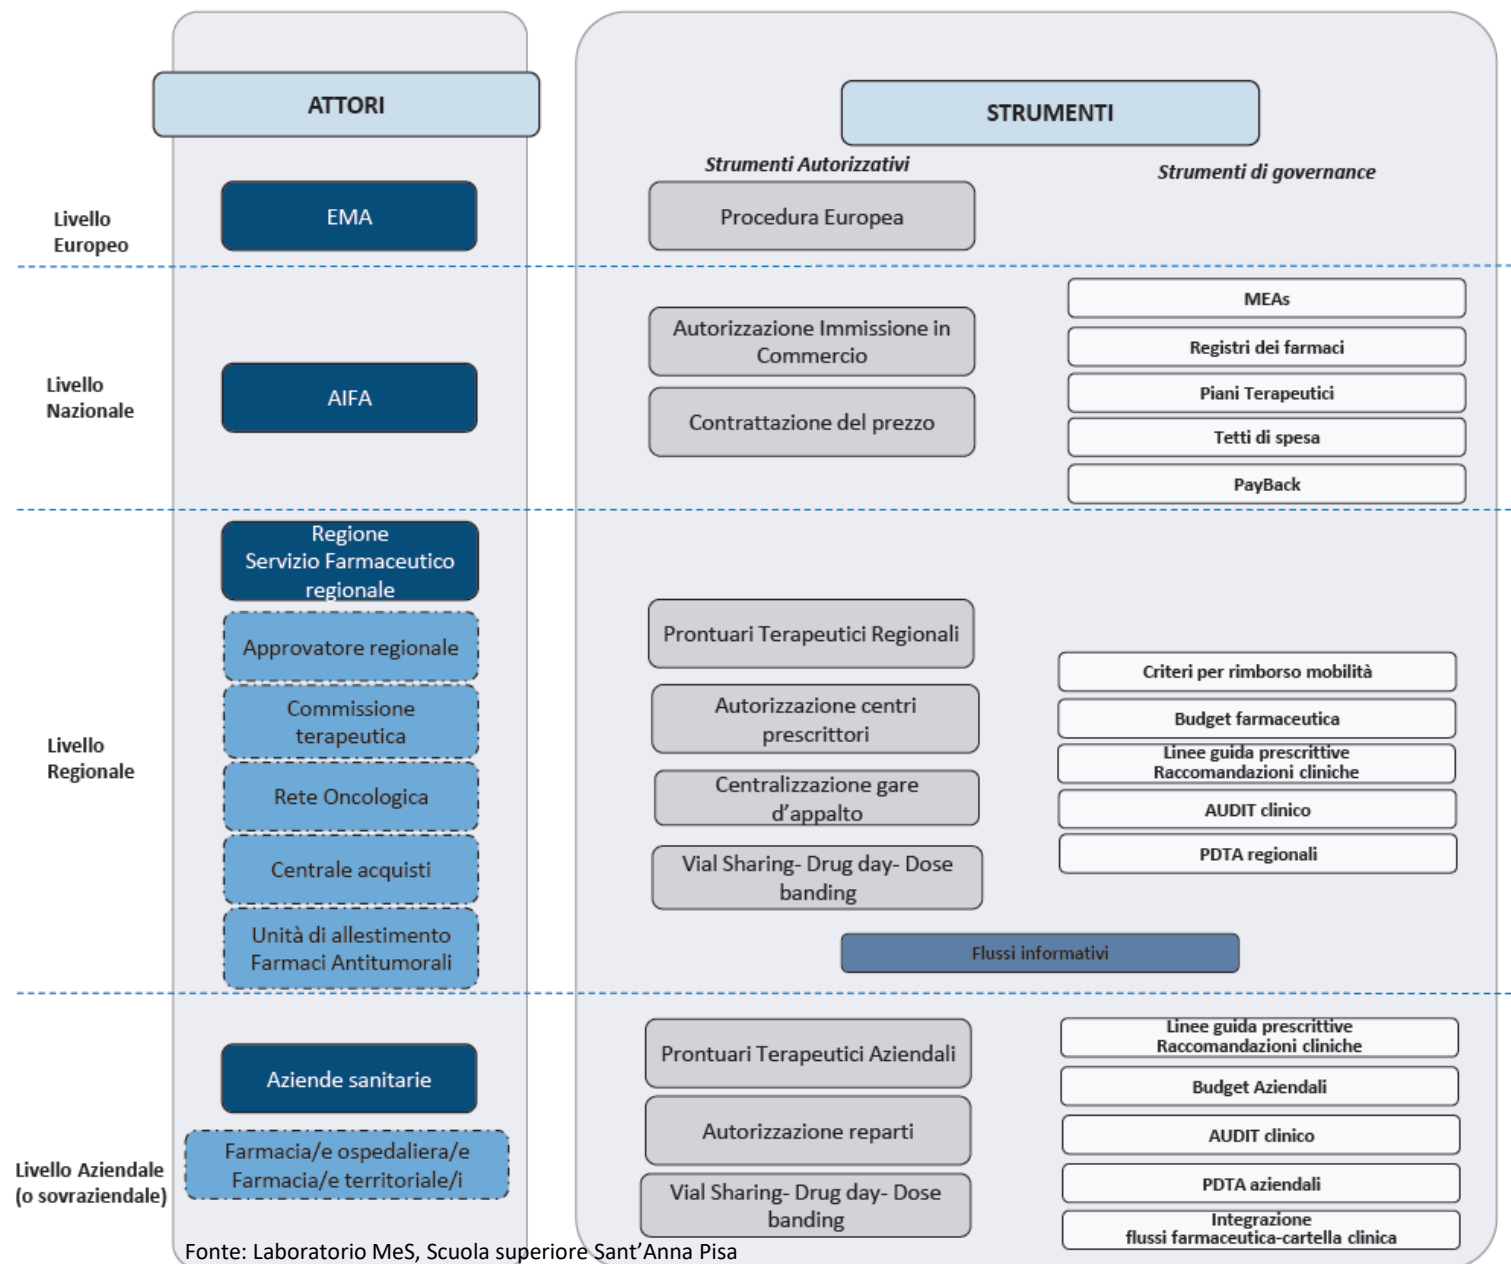 ATTORI
STRUMENTI
Strumenti Autorizzativi
Strumenti di governance
Livello
Europeo
EMA
Procedura Europea
Livello
Nazionale
AIFA
Autorizzazione Immissione in
Commercio
Contrattazione del prezzo
MEAs
Registri dei farmaci
Piani Terapeutici
Tetti di spesa
PayBack
Livello
Regionale
Regione
Servizio Farmaceutico
regionale
Approvatore regionale
Commissione
terapeutica
Rete Oncologica
Centrale acquisti
Unità di allestimento
Farmaci Antitumorali
Prontuari Terapeutici Regionali
Autorizzazione centri
prescrittori
Centralizzazione gare
d’appalto
Vial Sharing- Drug day- Dose
banding
Criteri per rimborso mobilità
Budget farmaceutica
Linee guida prescrittive
Raccomandazioni cliniche
AUDIT clinico
PDTA regionali
Flussi informativi
Livello Aziendale
(o sovraziendale)
Aziende sanitarie
Farmacia/e ospedaliera/e
Farmacia/e territoriale/i
Prontuari Terapeutici Aziendali
Autorizzazione reparti
Vial Sharing- Drug day- Dose
banding
Linee guida prescrittive
Raccomandazioni cliniche
Budget Aziendali
AUDIT clinico
PDTA aziendali
Integrazione
flussi farmaceutica-cartella clinica
Fonte: Laboratorio MeS, Scuola superiore Sant’Anna Pisa